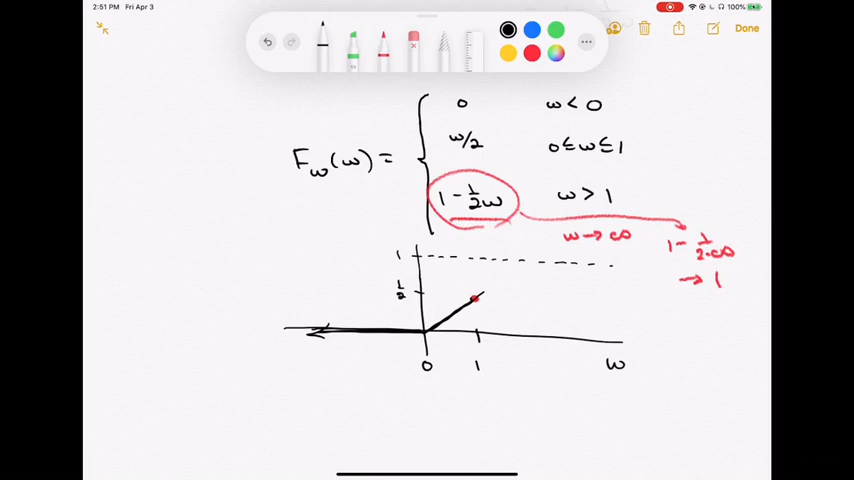 2:51 PM Fri Apr 3
100%
Done
0 w < 0
w/2 0 ≤ w ≤ 1
F_W(w) =
1 - 1/2w w > 1
w → ∞
1 - 1/2·∞
→ 1
1
1/2
0 1 w